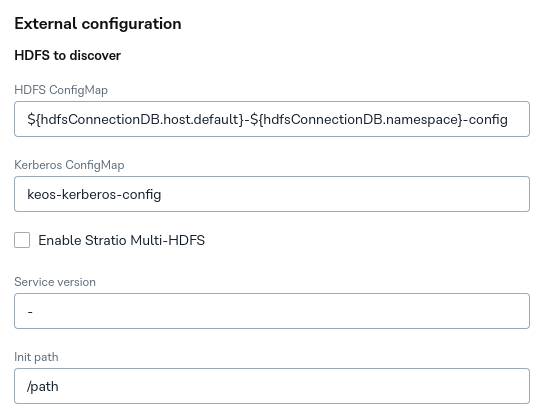 External configuration
HDFS to discover
HDFS ConfigMap
${hdfsConnectionDB.host.default}-${hdfsConnectionDB.namespace}-config
Kerberos ConfigMap
keos-kerberos-config
Enable Stratio Multi-HDFS
Service version
-
Init path
/path